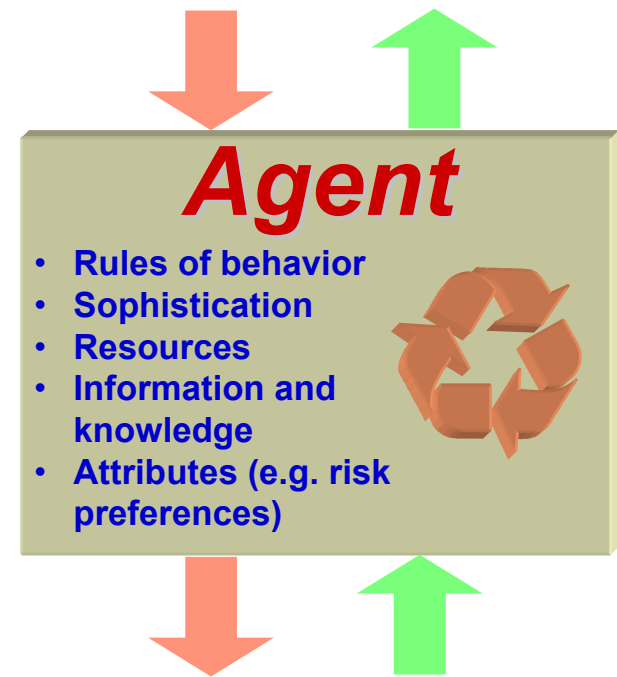 Agent
• Rules of behavior
• Sophistication
• Resources
• Information and
knowledge
• Attributes (e.g. risk
preferences)